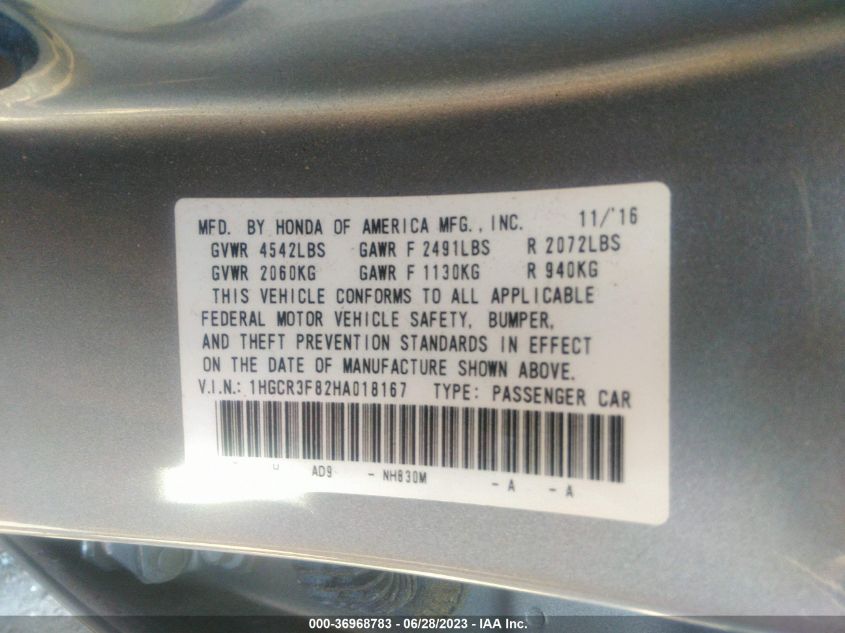 MFD. BY HONDA OF AMERICA MFG., INC. 11/'16
GVWR 4542LBS GAWR F 2491LBS R 2072LBS
GVWR 2060KG GAWR F 1130KG R 940KG
THIS VEHICLE CONFORMS TO ALL APPLICABLE
FEDERAL MOTOR VEHICLE SAFETY, BUMPER,
AND THEFT PREVENTION STANDARDS IN EFFECT
ON THE DATE OF MANUFACTURE SHOWN ABOVE.
V.I.N.: 1HGCR3F82HA018167 TYPE: PASSENGER CAR
AD9 - NH830M - A - A
000-36968783 - 06/28/2023 - IAA Inc.